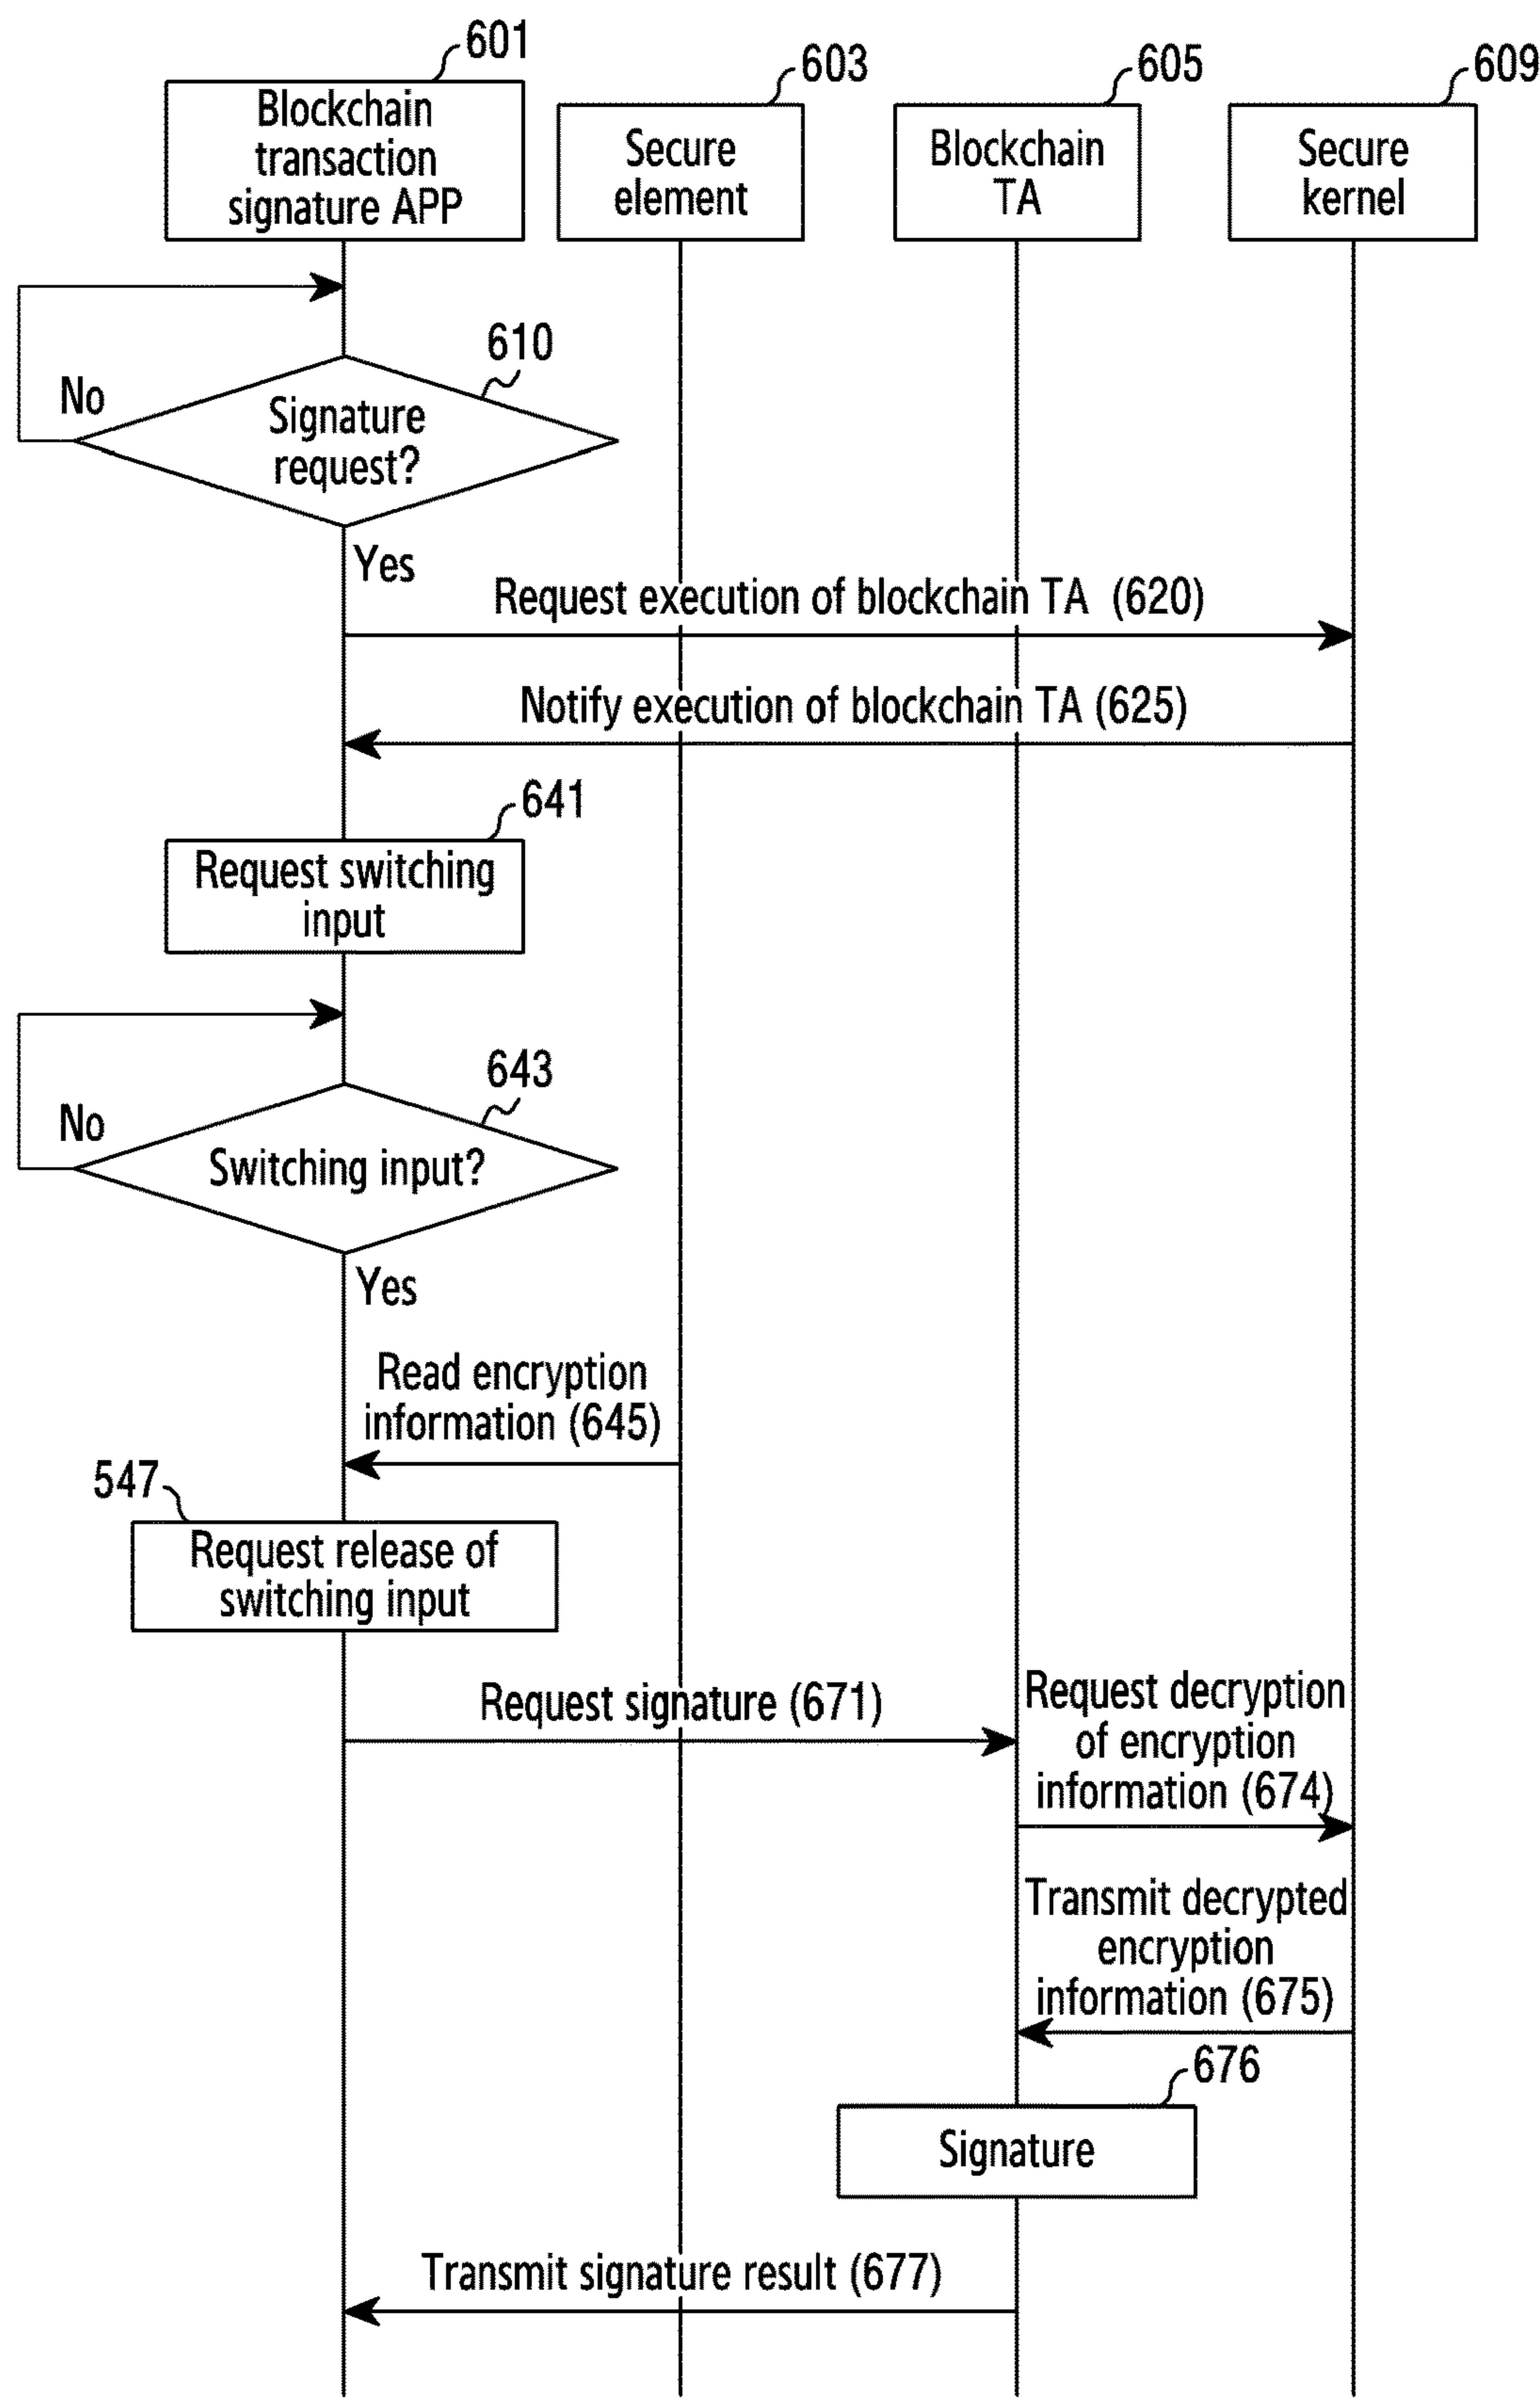 601
Blockchain
transaction
signature APP
603
Secure
element
605
Blockchain
TA
609
Secure
kernel
610
No
Signature
request?
Yes
Request execution of blockchain TA (620)
Notify execution of blockchain TA (625)
641
Request switching
input
643
No
Switching input?
Yes
Read encryption
information (645)
547
Request release of
switching input
Request signature (671)
Request decryption
of encryption
information (674)
Transmit decrypted
encryption
information (675)
676
Signature
Transmit signature result (677)